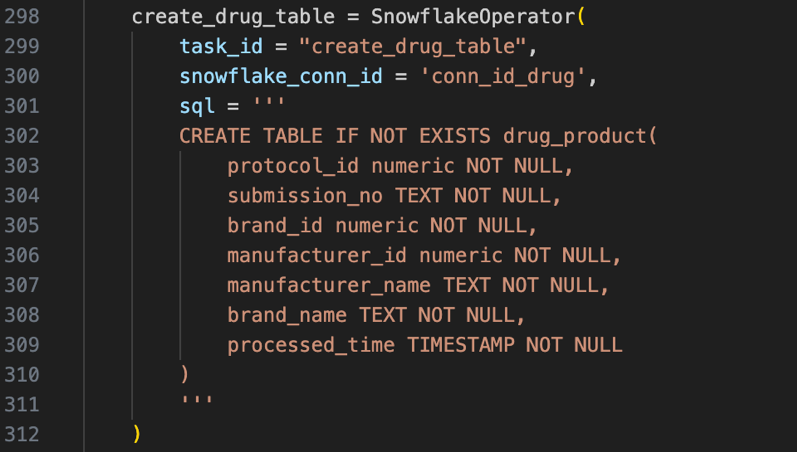 298 create_drug_table = SnowflakeOperator(
299 task_id = "create_drug_table",
300 snowflake_conn_id = 'conn_id_drug',
301 sql = '''
302 CREATE TABLE IF NOT EXISTS drug_product(
303 protocol_id numeric NOT NULL,
304 submission_no TEXT NOT NULL,
305 brand_id numeric NOT NULL,
306 manufacturer_id numeric NOT NULL,
307 manufacturer_name TEXT NOT NULL,
308 brand_name TEXT NOT NULL,
309 processed_time TIMESTAMP NOT NULL
310 )
311 '''
312 )